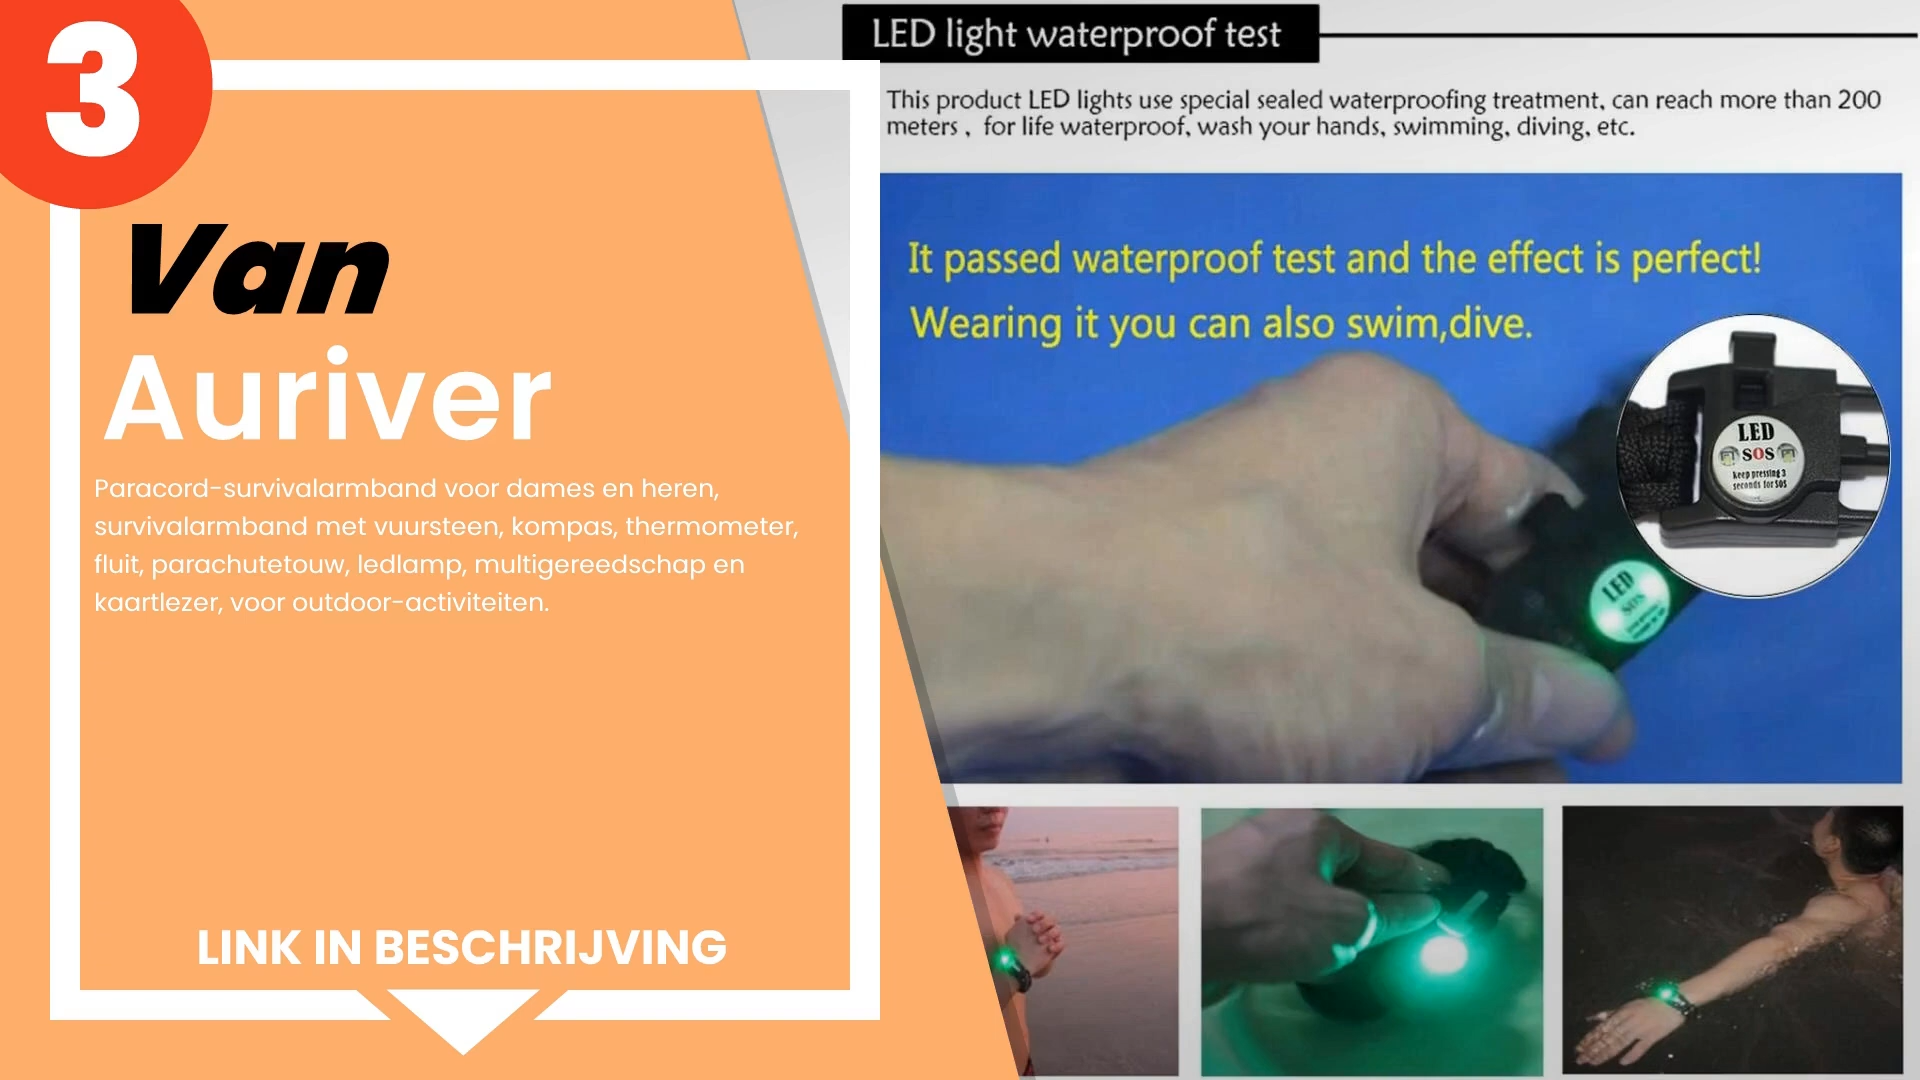 3
Van
Auriver
Paracord-survivalarmband voor dames en heren,
survivalarmband met vuursteen, kompas, thermometer,
fluit, parachutetouw, ledlamp, multigereedschap en
kaartlezer, voor outdoor-activiteiten.
LINK IN BESCHRIJVING
LED light waterproof test
This product LED lights use special sealed waterproofing treatment, can reach more than 200
meters , for life waterproof, wash your hands, swimming, diving, etc.
It passed waterproof test and the effect is perfect!
Wearing it you can also swim,dive.
LED
SOS
keep pressing 3
seconds for SOS
LED
SOS